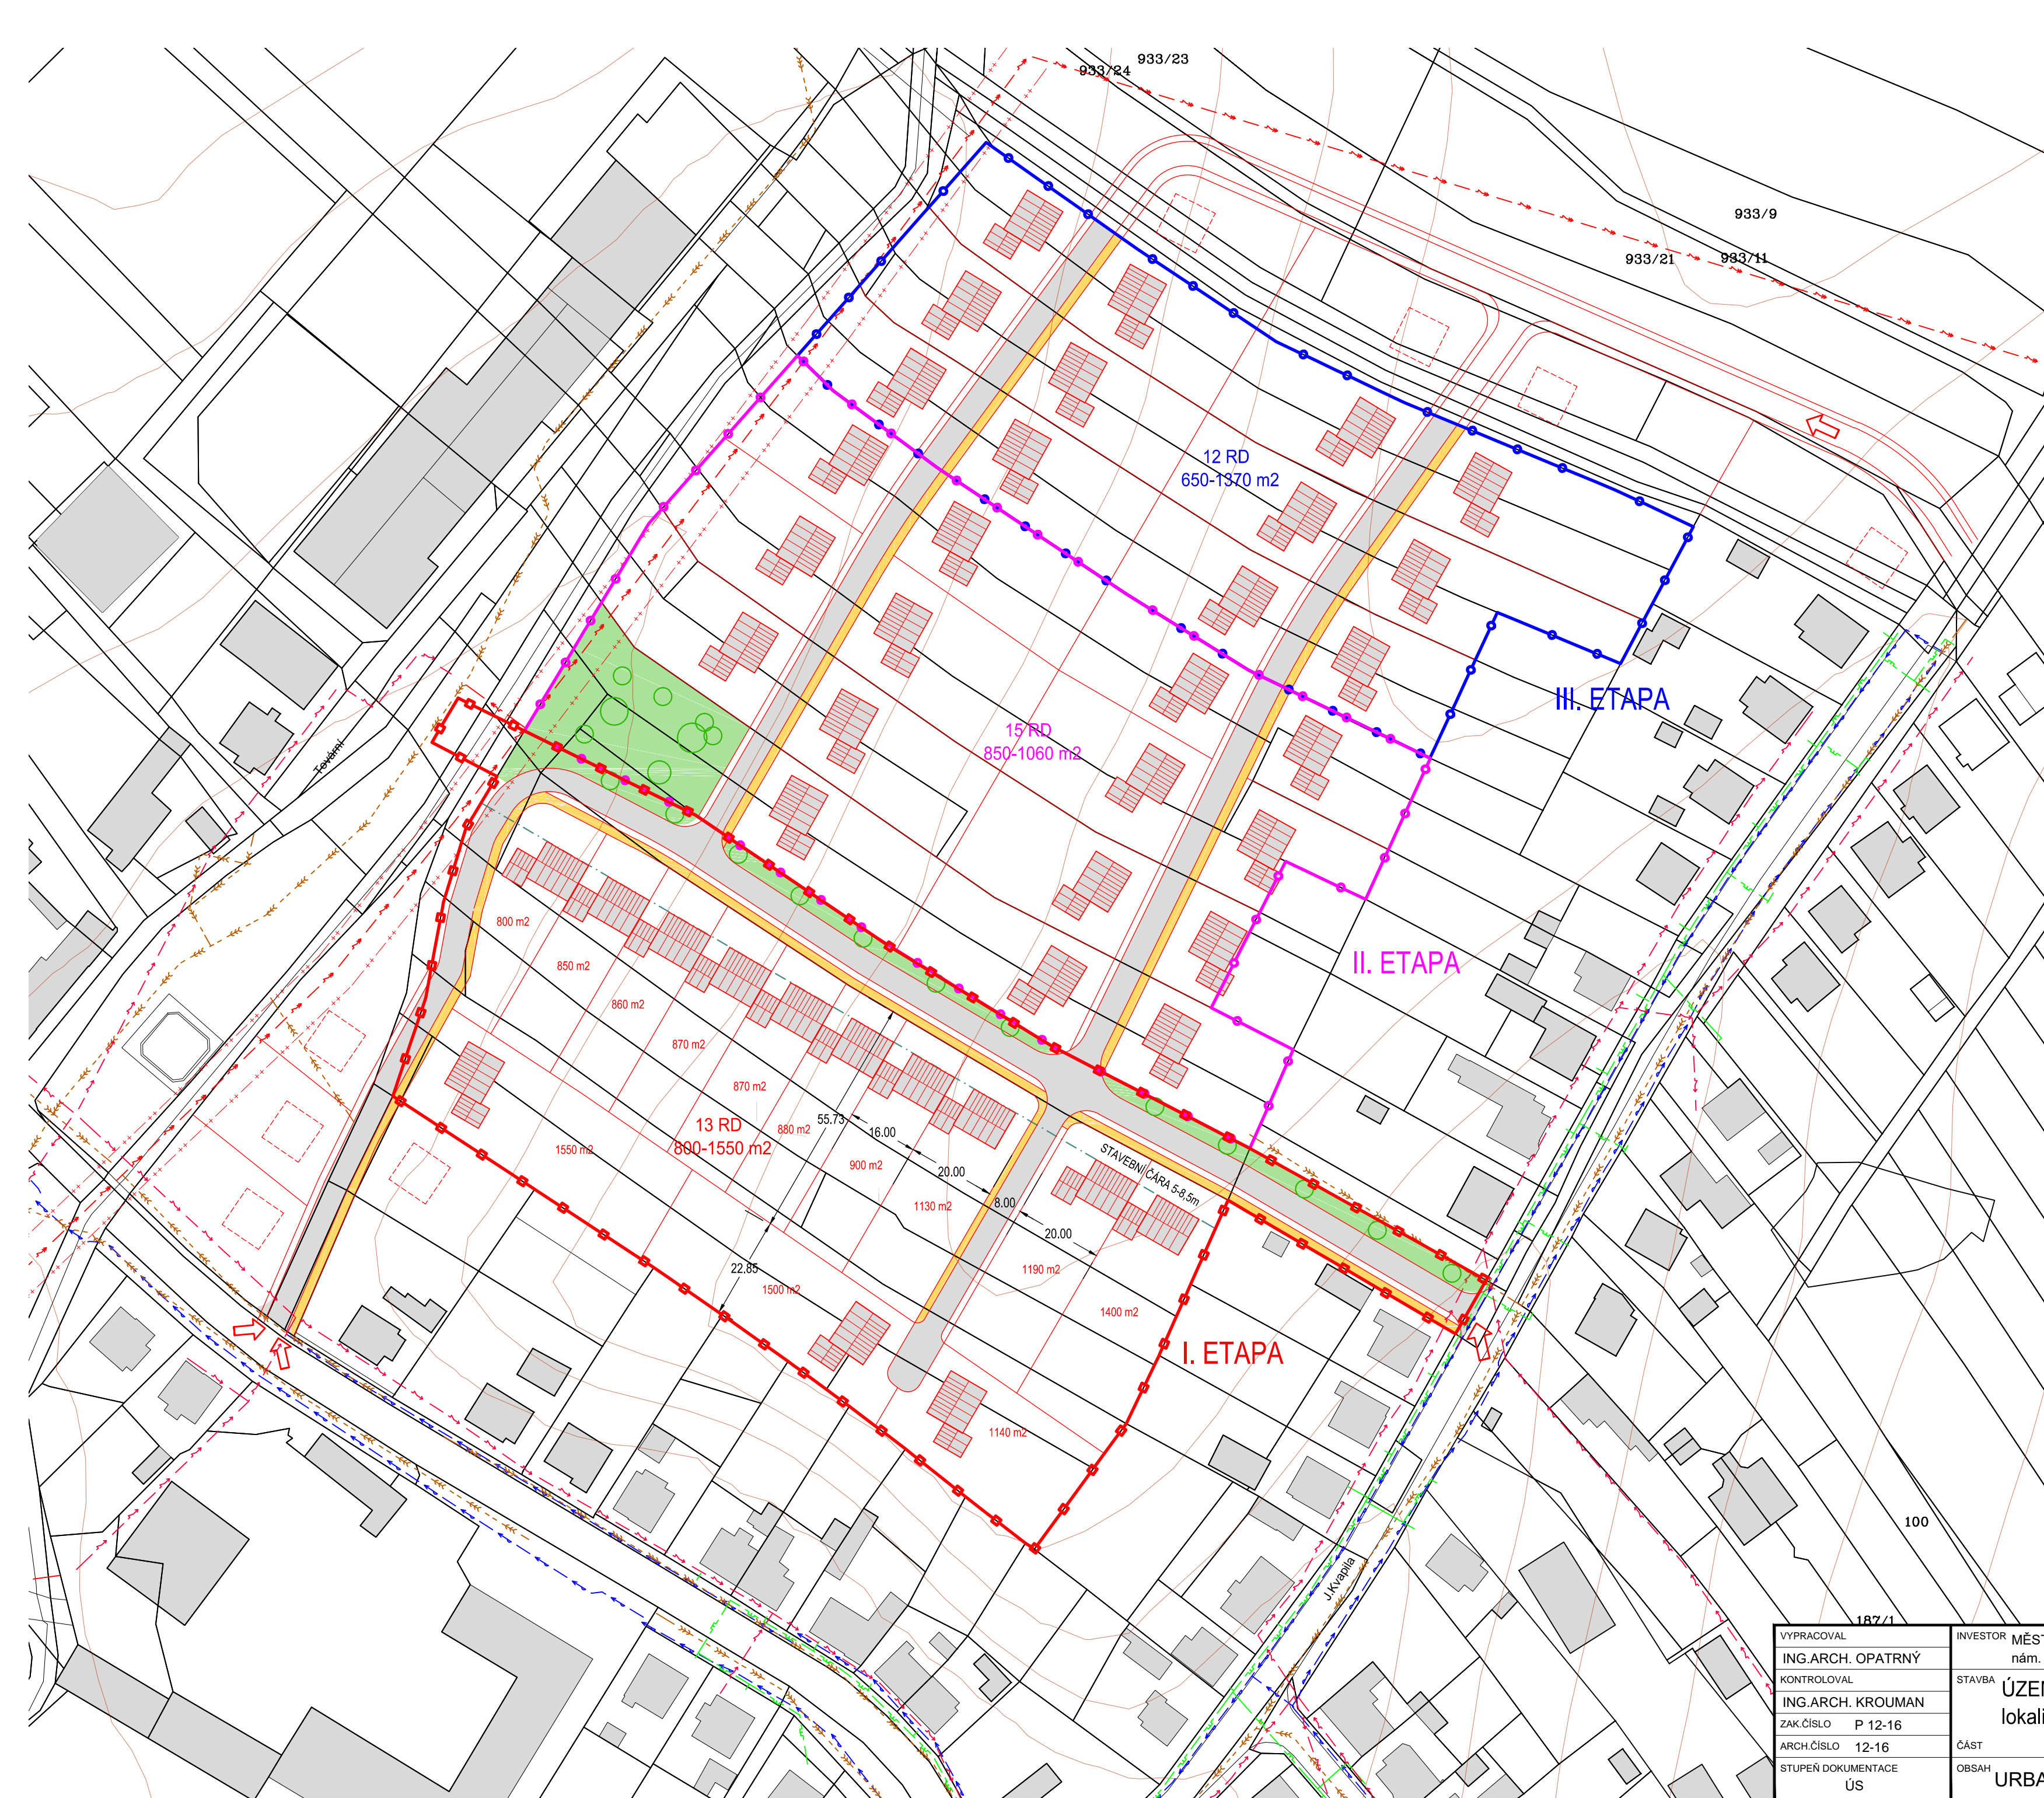 933/23
933/24
933/9
933/21
933/11
12 RD
650-1370 m2
III. ETAPA
15 RD
850-1060 m2
Tovární
II. ETAPA
800 m2
850 m2
860 m2
870 m2
870 m2
880 m2
13 RD
800-1550 m2
1550 m2
55.73
16.00
900 m2
20.00
1130 m2
8.00
STAVEBNÍ ČÁRA 5-8,5m
20.00
1190 m2
22.85
1500 m2
1400 m2
I. ETAPA
1140 m2
J.Kvapila
100
187/1
VYPRACOVAL
ING.ARCH. OPATRNÝ
KONTROLOVAL
ING.ARCH. KROUMAN
ZAK.ČÍSLO P 12-16
ARCH.ČÍSLO 12-16
STUPEŇ DOKUMENTACE
ÚS
INVESTOR
nám.
STAVBA
ČÁST
OBSAH